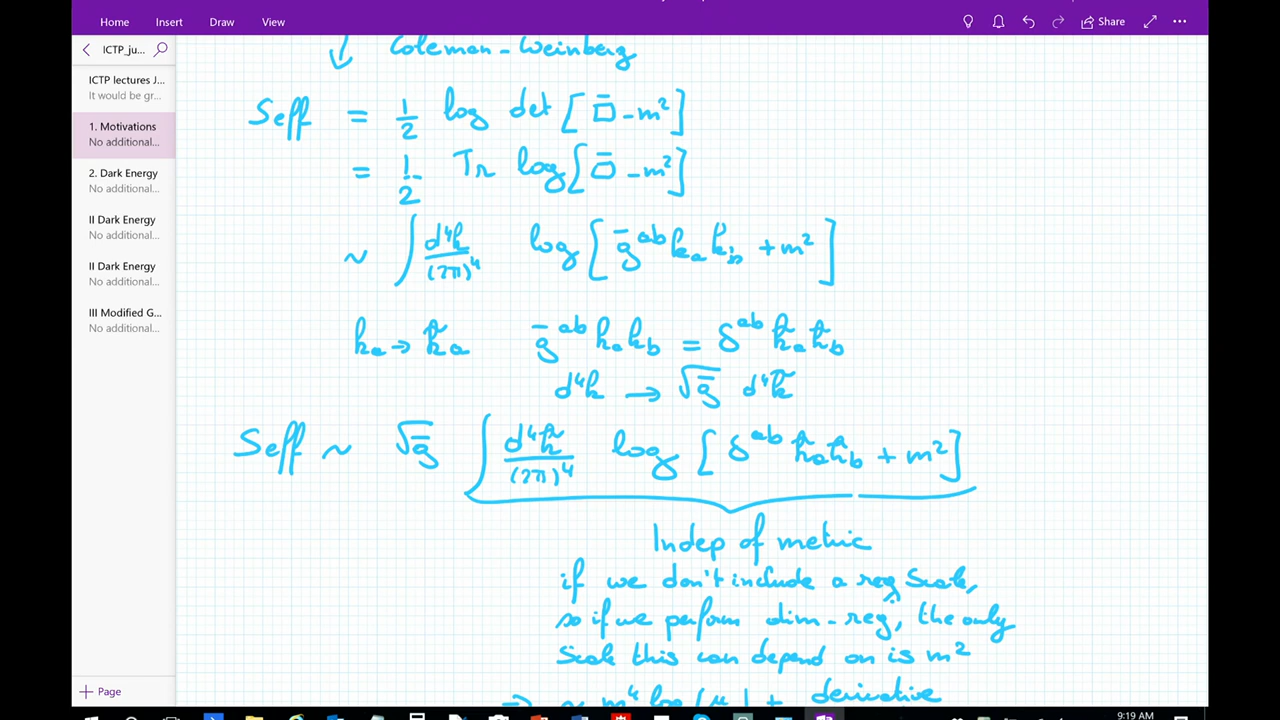 Home Insert Draw View Share
ICTP_ju...
ICTP lectures J...
It would be gr...
1. Motivations
No additional...
2. Dark Energy
No additional...
II Dark Energy
No additional...
II Dark Energy
No additional...
III Modified G...
No additional...
Page
↓ Coleman-Weinberg
Seff = 1/2 log det [□̄ - m²]
= 1/2 Tr log [□̄ - m²]
~ ∫ d⁴k/(2π)⁴ log [ḡ^{ab} k_a k_b + m²]
k_a → k̃_a ḡ^{ab} k_a k_b = δ^{ab} k̃_a k̃_b
d⁴k → √ḡ d⁴k̃
Seff ~ √ḡ ∫ d⁴k̃/(2π)⁴ log [δ^{ab} k̃_a k̃_b + m²]
Indep of metric
if we don't include a reg scale,
so if we perform dim-reg, the only
scale this can depend on is m²
derivative
9:19 AM